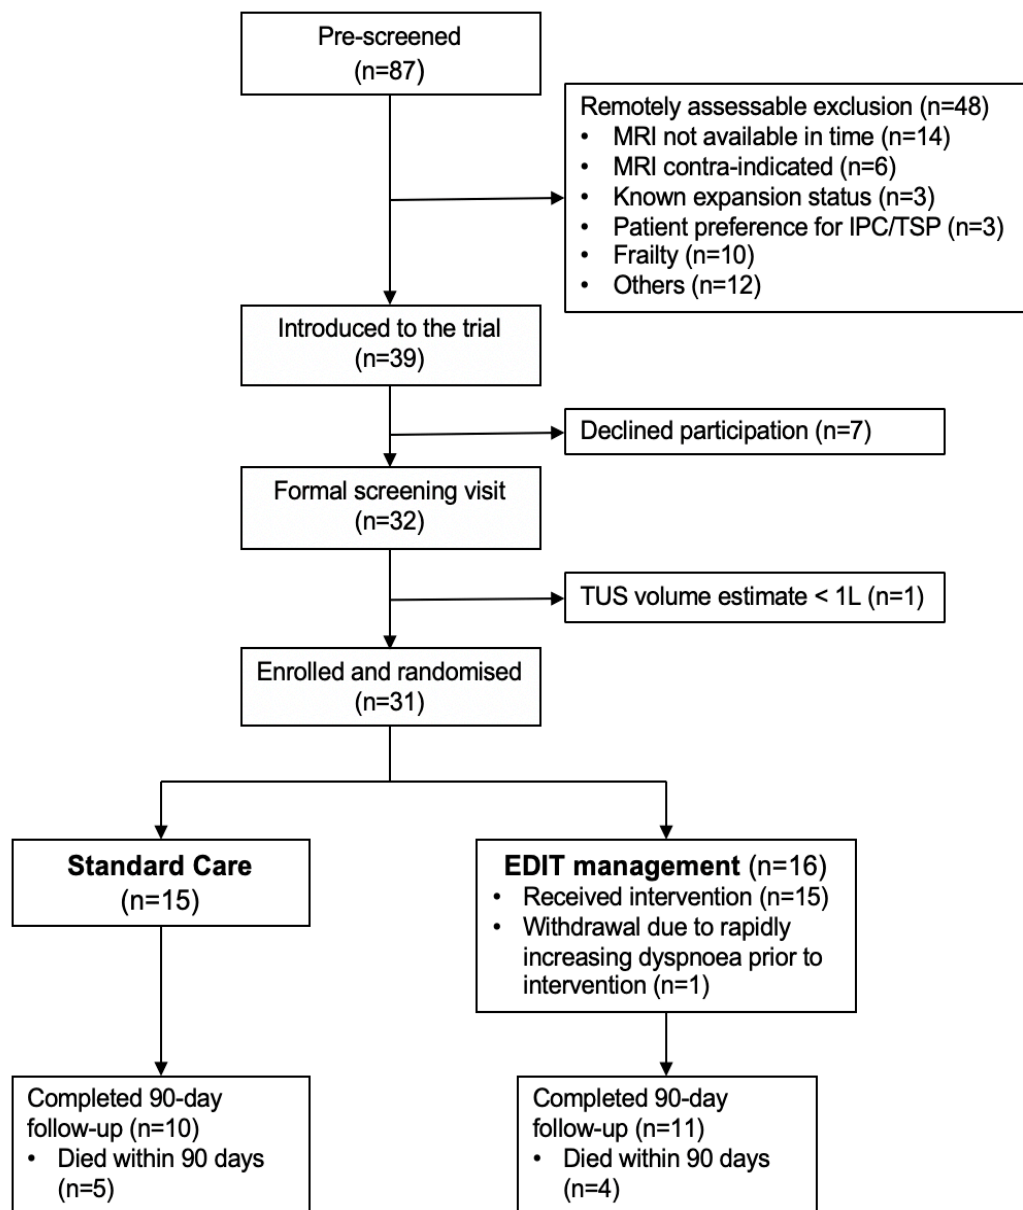 Pre-screened
(n=87)
Remotely assessable exclusion (n=48)
• MRI not available in time (n=14)
• MRI contra-indicated (n=6)
• Known expansion status (n=3)
• Patient preference for IPC/TSP (n=3)
• Frailty (n=10)
• Others (n=12)
Introduced to the trial
(n=39)
Declined participation (n=7)
Formal screening visit
(n=32)
TUS volume estimate < 1L (n=1)
Enrolled and randomised
(n=31)
Standard Care
(n=15)
EDIT management (n=16)
• Received intervention (n=15)
• Withdrawal due to rapidly
increasing dyspnoea prior to
intervention (n=1)
Completed 90-day
follow-up (n=10)
• Died within 90 days
(n=5)
Completed 90-day
follow-up (n=11)
• Died within 90 days
(n=4)